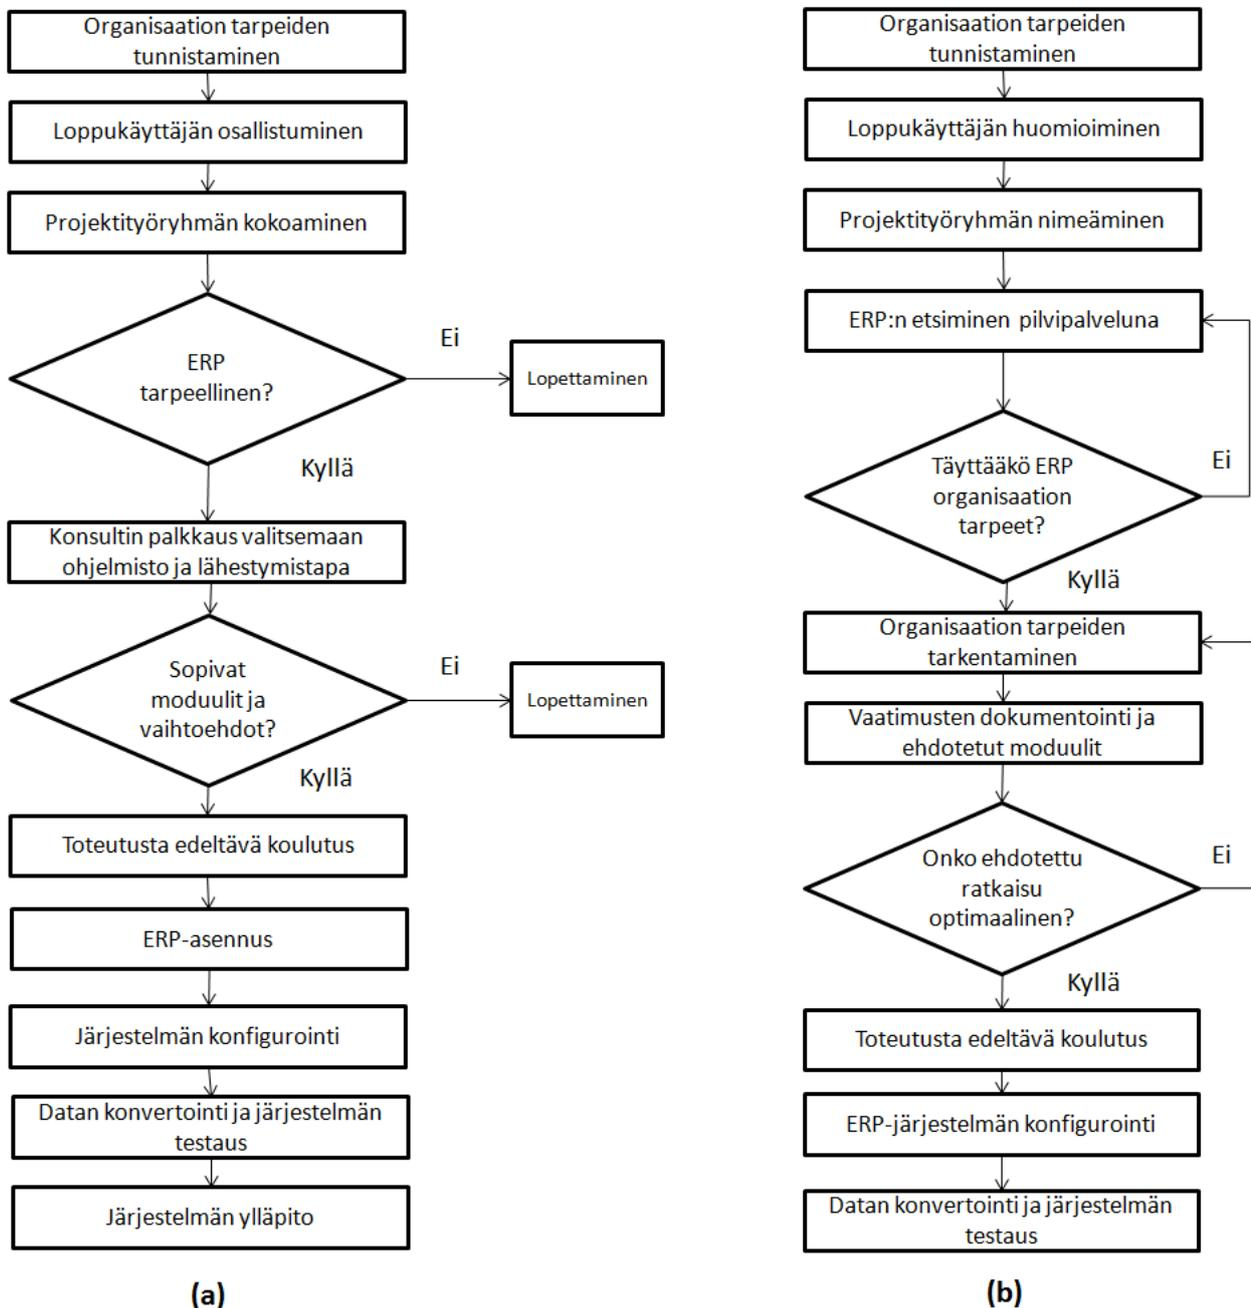 Organisaation tarpeiden
tunnistaminen
Loppukäyttäjän osallistuminen
Projektityöryhmän kokoaminen
ERP
tarpeellinen?
Ei
Lopettaminen
Kyllä
Konsultin palkkaus valitsemaan
ohjelmisto ja lähestymistapa
Sopivat
moduulit ja
vaihtoehdot?
Ei
Lopettaminen
Kyllä
Toteutusta edeltävä koulutus
ERP-asennus
Järjestelmän konfigurointi
Datan konvertointi ja järjestelmän
testaus
Järjestelmän ylläpito
(a)
Organisaation tarpeiden
tunnistaminen
Loppukäyttäjän huomioiminen
Projektityöryhmän nimeäminen
ERP:n etsiminen pilvipalveluna
Täyttääkö ERP
organisaation
tarpeet?
Ei
Kyllä
Organisaation tarpeiden
tarkentaminen
Vaatimusten dokumentointi ja
ehdotetut moduulit
Onko ehdotettu
ratkaisu
optimaalinen?
Ei
Kyllä
Toteutusta edeltävä koulutus
ERP-järjestelmän konfigurointi
Datan konvertointi ja järjestelmän
testaus
(b)